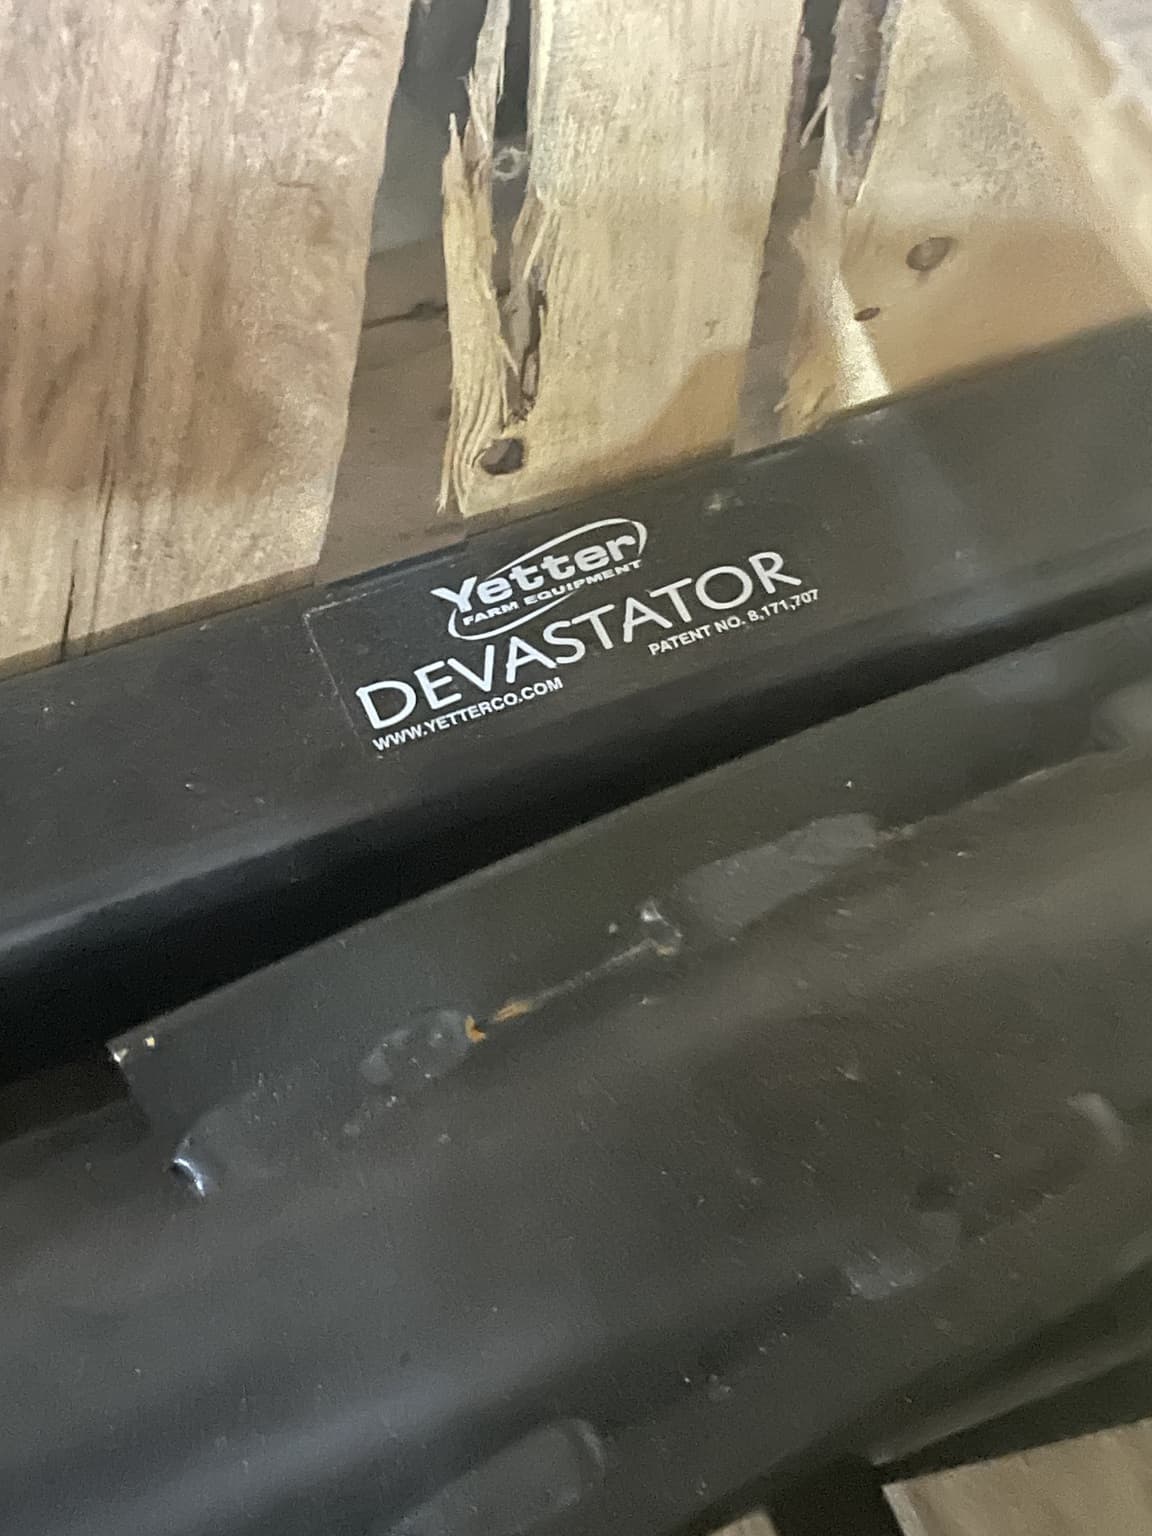 Yetter
FARM EQUIPMENT
DEVASTATOR
WWW.YETTERCO.COM
PATENT NO. 8,171,707